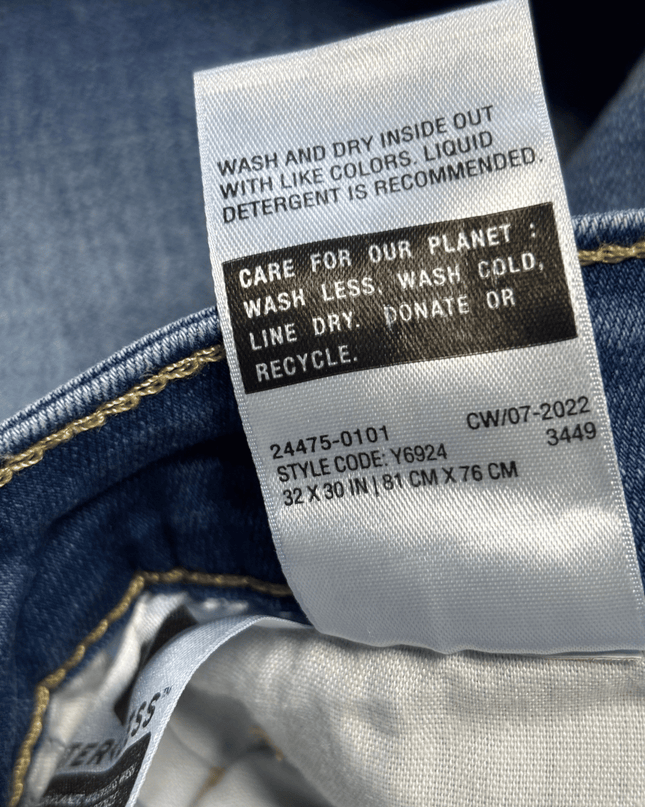 WASH AND DRY INSIDE OUT
WITH LIKE COLORS. LIQUID
DETERGENT IS RECOMMENDED.
CARE FOR OUR PLANET :
WASH LESS, WASH COLD,
LINE DRY. DONATE OR
RECYCLE.
24475-0101 CW/07-2022
STYLE CODE: Y6924 3449
32 X 30 IN | 81 CM X 76 CM